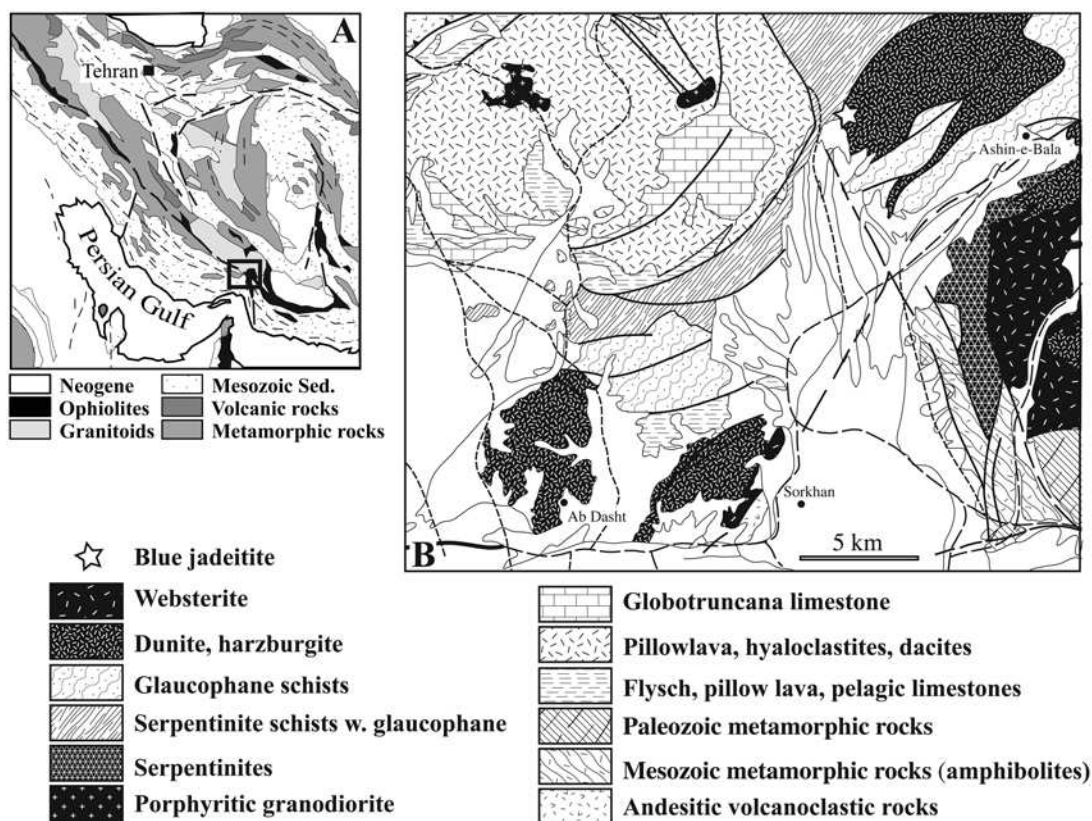 A
Tehran
Persian Gulf
Neogene
Mesozoic Sed.
Ophiolites
Volcanic rocks
Granitoids
Metamorphic rocks
Ashin-e-Bala
Sorkhan
Ab Dasht
B
5 km
Blue jadeitite
Websterite
Dunite, harzburgite
Glaucophane schists
Serpentinite schists w. glaucophane
Serpentinites
Porphyritic granodiorite
Globotruncana limestone
Pillowlava, hyaloclastites, dacites
Flysch, pillow lava, pelagic limestones
Paleozoic metamorphic rocks
Mesozoic metamorphic rocks (amphibolites)
Andesitic volcanoclastic rocks